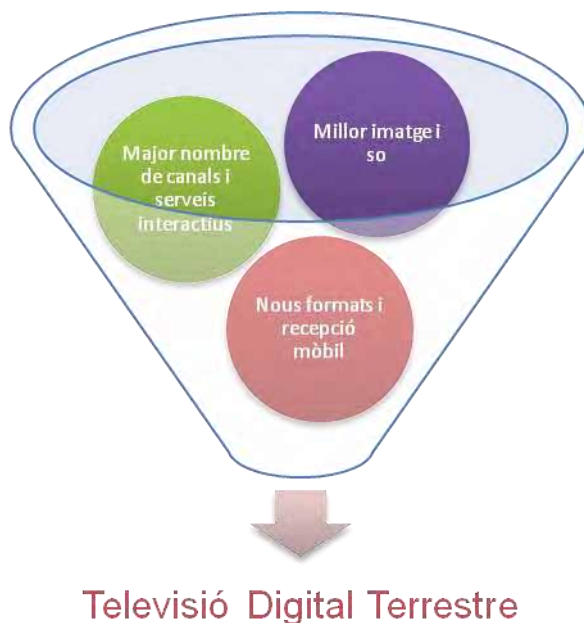 Major nombre
de canals i
serveis
interactius
Millor imatge i
so
Nous formats i
recepció
mòbil
Televisió Digital Terrestre